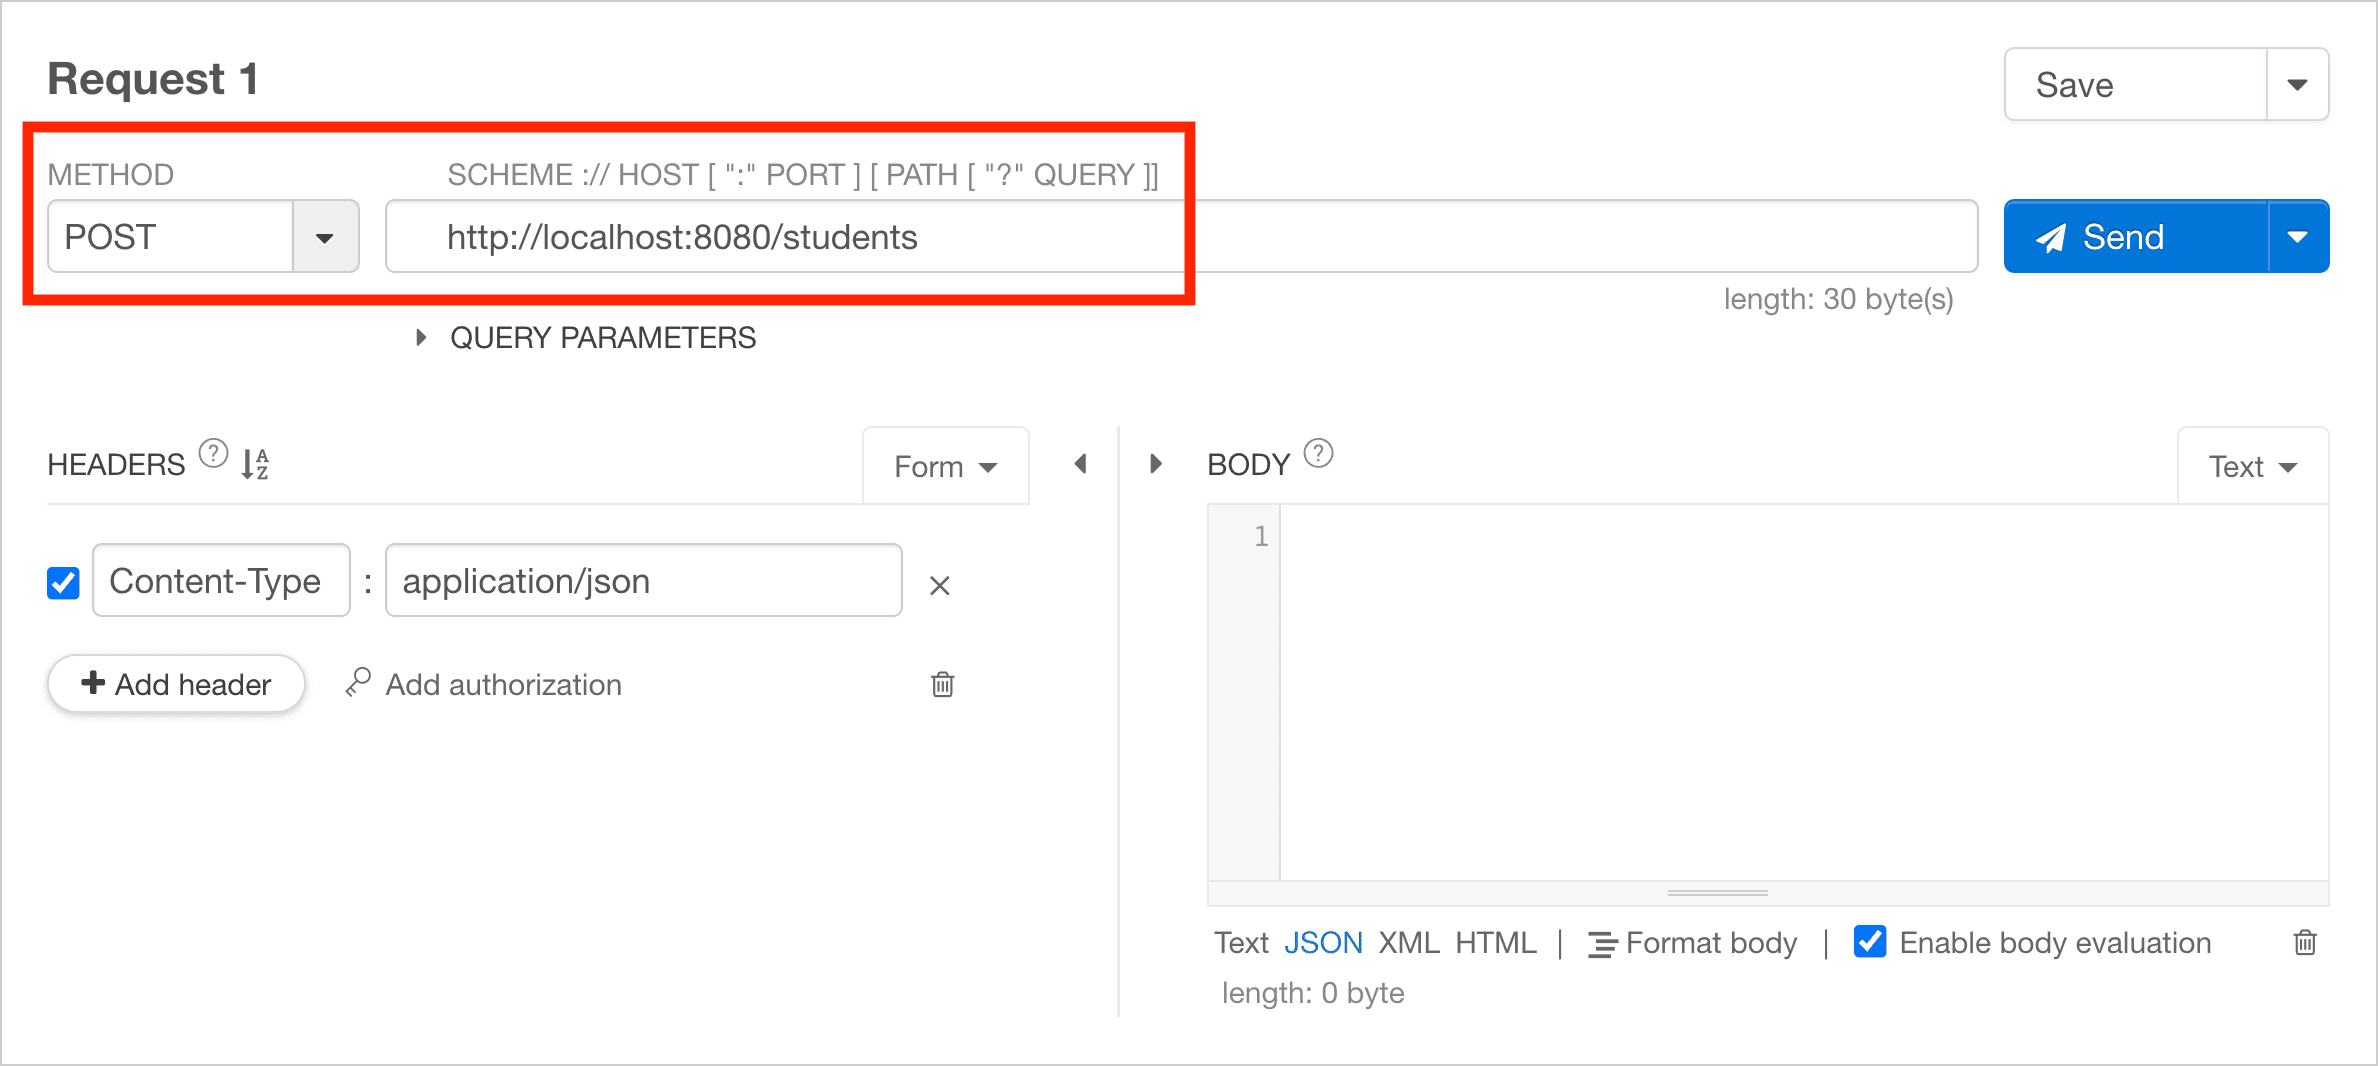 Request 1
Save
METHOD
SCHEME :// HOST [ ":" PORT ] [ PATH [ "?" QUERY ]]
POST
http://localhost:8080/students
Send
length: 30 byte(s)
QUERY PARAMETERS
HEADERS ? A Z
Form
BODY ?
Text
1
Content-Type : application/json
Add header
Add authorization
Text JSON XML HTML | Format body | Enable body evaluation
length: 0 byte